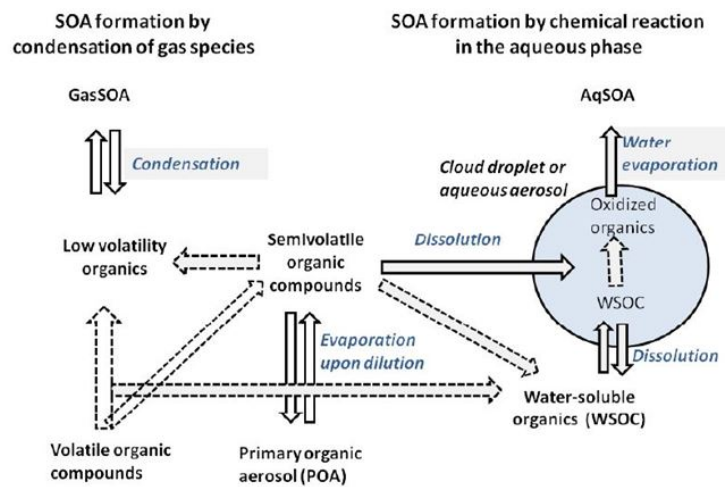 SOA formation by
condensation of gas species
SOA formation by chemical reaction
in the aqueous phase
GasSOA
AqSOA
Condensation
Water
evaporation
Cloud droplet or
aqueous aerosol
Oxidized
organics
Low volatility
organics
Semivolatile
organic
compounds
Dissolution
WSOC
Evaporation
upon dilution
Dissolution
Water-soluble
organics (WSOC)
Volatile organic
compounds
Primary organic
aerosol (POA)